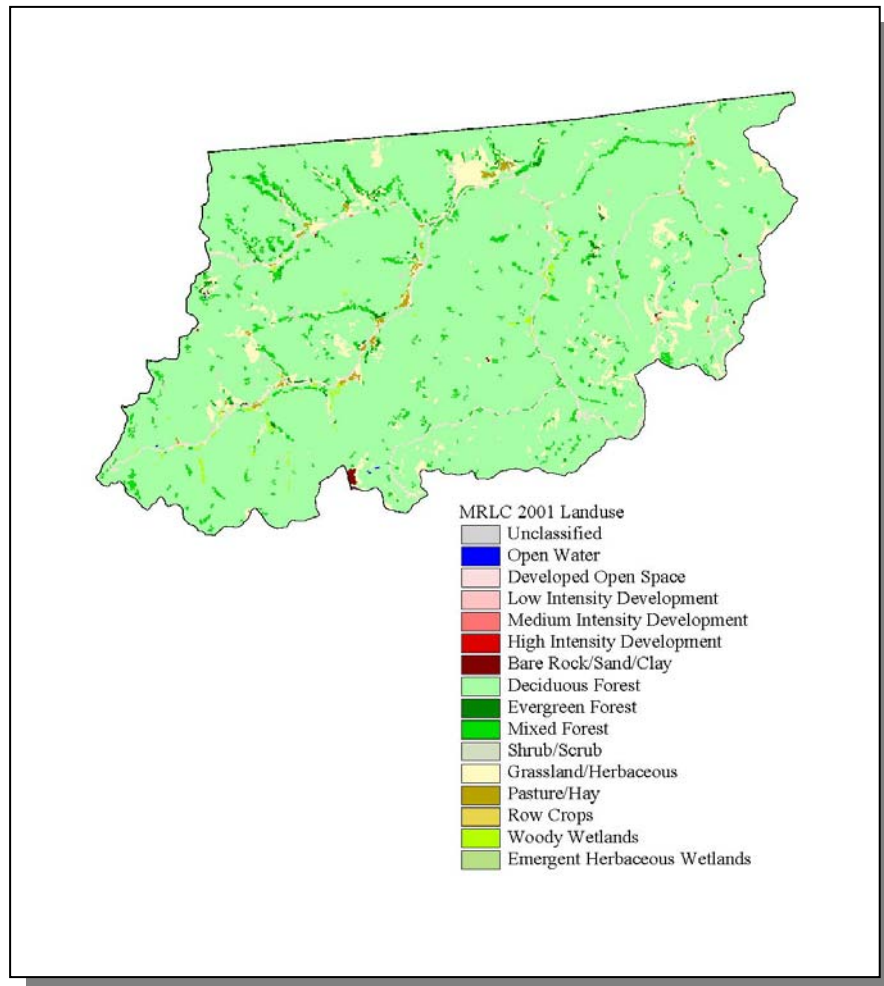 MRLC 2001 Landuse
Unclassified
Open Water
Developed Open Space
Low Intensity Development
Medium Intensity Development
High Intensity Development
Bare Rock/Sand/Clay
Deciduous Forest
Evergreen Forest
Mixed Forest
Shrub/Scrub
Grassland/Herbaceous
Pasture/Hay
Row Crops
Woody Wetlands
Emergent Herbaceous Wetlands